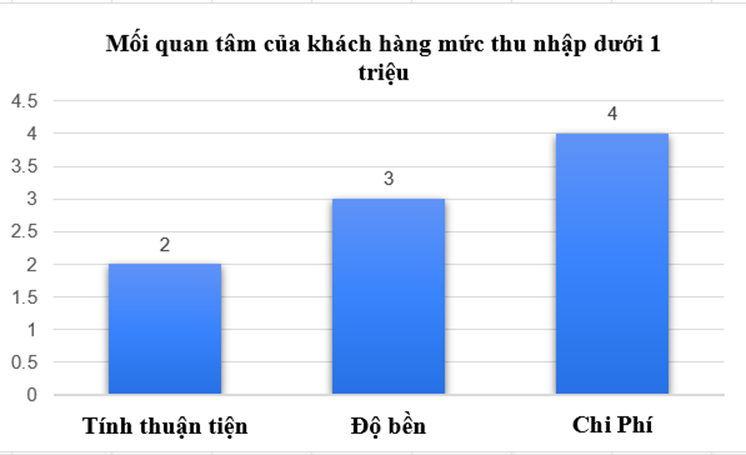 Mối quan tâm của khách hàng mức thu nhập dưới 1
triệu
4.5
4
3.5
3
2.5
2
1.5
1
0.5
0
2
3
4
Tính thuận tiện
Độ bền
Chi Phí